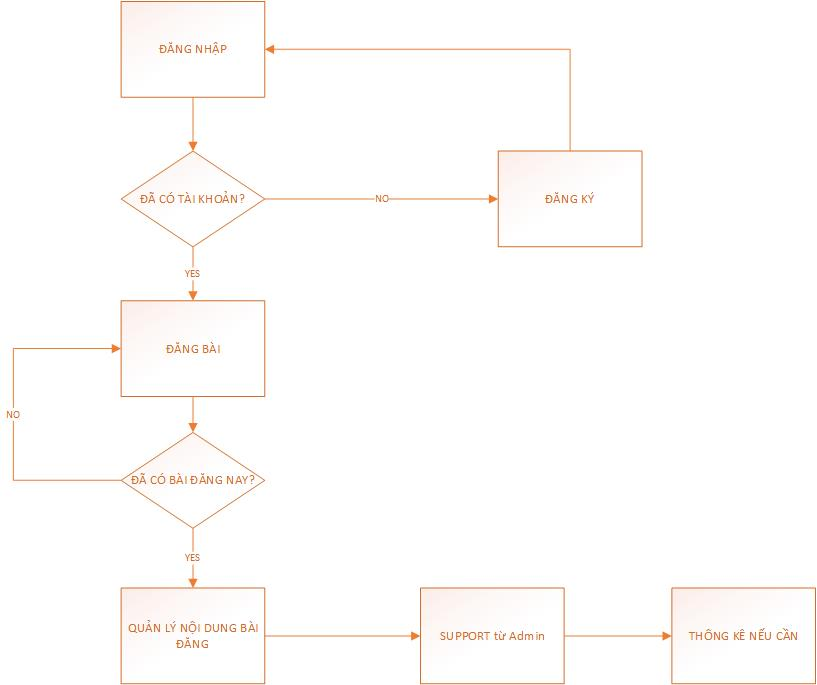 ĐĂNG NHẬP
ĐÃ CÓ TÀI KHOẢN?
NO
ĐĂNG KÝ
YES
ĐĂNG BÀI
NO
ĐÃ CÓ BÀI ĐĂNG NAY?
YES
QUẢN LÝ NỘI DUNG BÀI
ĐĂNG
SUPPORT từ Admin
THỐNG KÊ NẾU CẦN